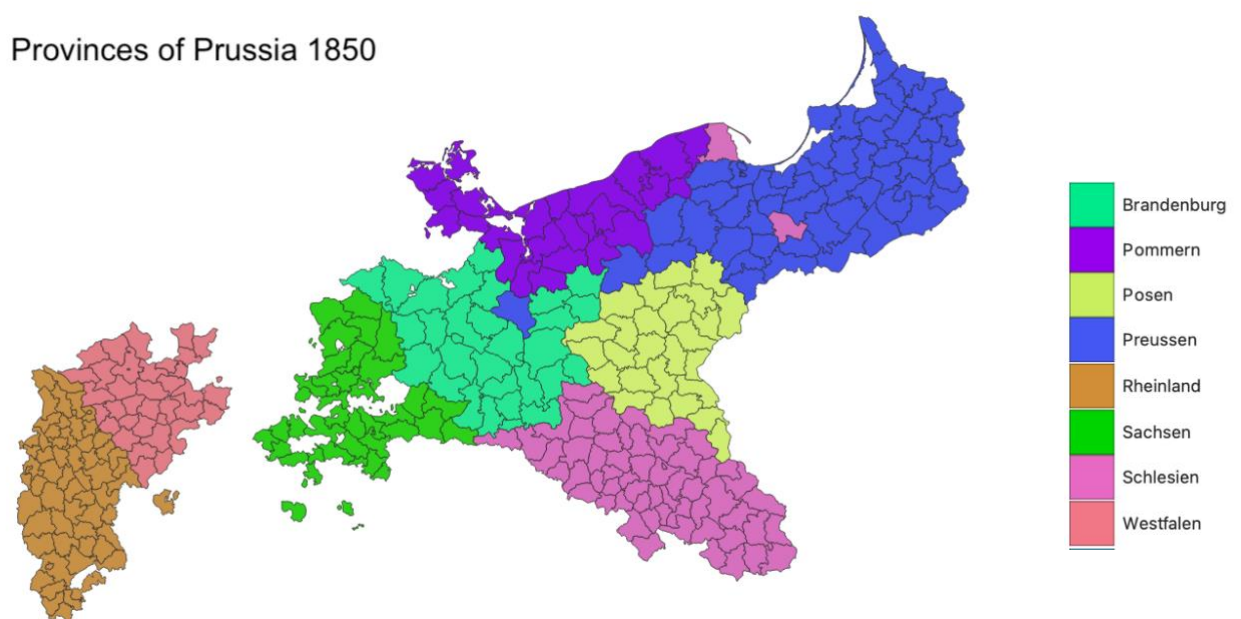 Provinces of Prussia 1850
Brandenburg
Pommern
Posen
Preussen
Rheinland
Sachsen
Schlesien
Westfalen